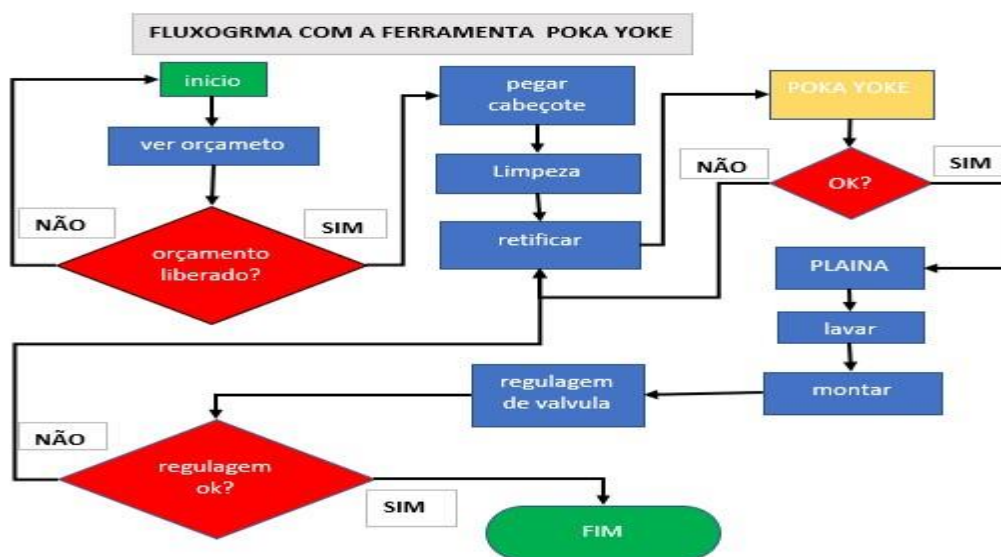 FLUXOGRMA COM A FERRAMENTA POKA YOKE
inicio
ver orçameto
NÃO
SIM
orçamento
liberado?
pegar
cabeçote
Limpeza
retificar
POKA YOKE
NÃO
SIM
OK?
PLAINA
lavar
montar
regulagem
de valvula
NÃO
regulagem
ok?
SIM
FIM